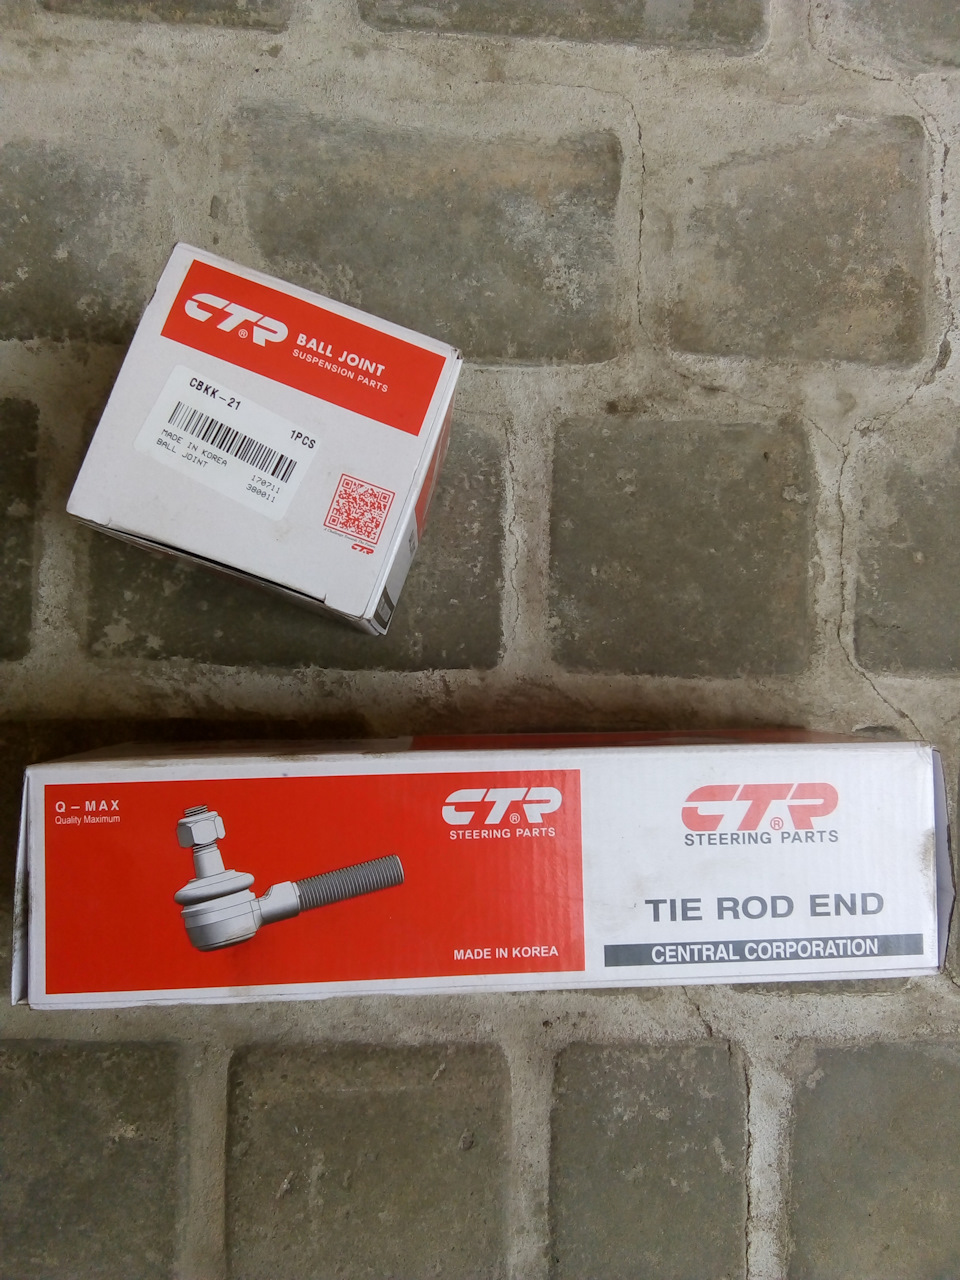 CTR®
BALL JOINT
SUSPENSION PARTS
CBKK-21
1PCS
MADE IN KOREA
BALL JOINT
170711
380011
CTR
Q – MAX
Quality Maximum
CTR®
STEERING PARTS
MADE IN KOREA
CTR®
STEERING PARTS
TIE ROD END
CENTRAL CORPORATION